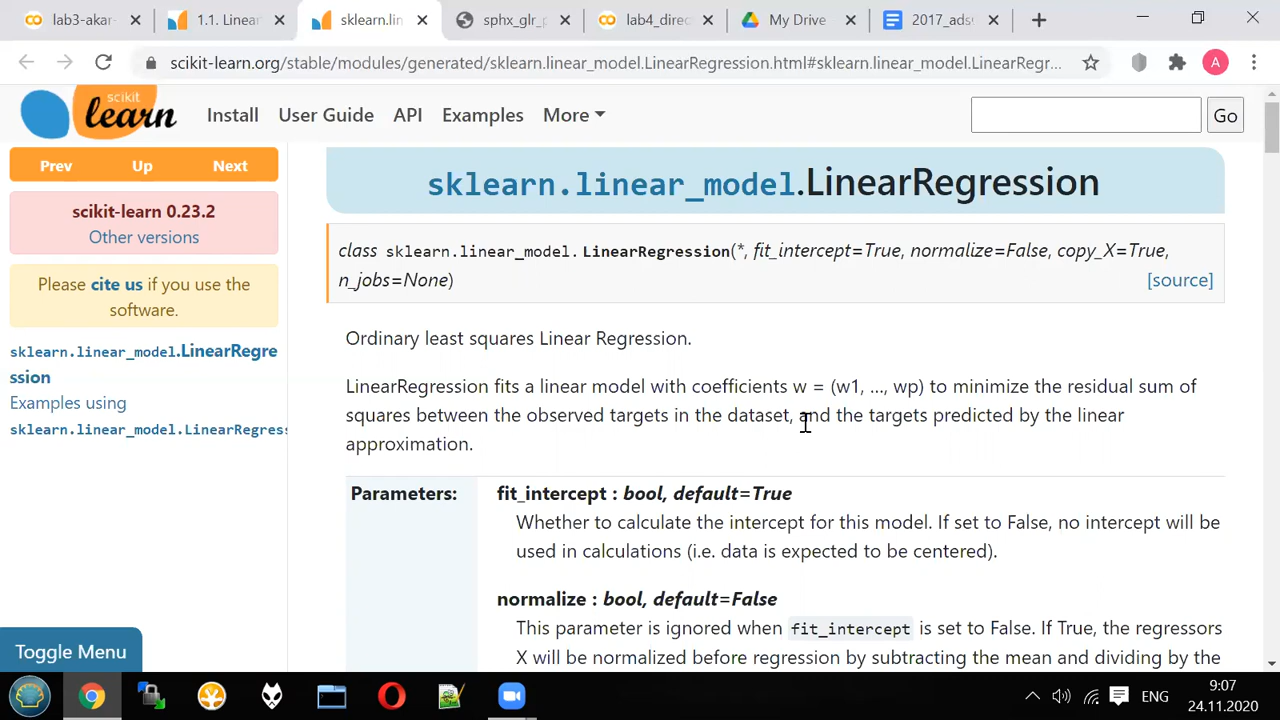 lab3-akar
1.1. Linear
sklearn.lin
sphx_glr_p
lab4_direc
My Drive
2017_ads
scikit-learn.org/stable/modules/generated/sklearn.linear_model.LinearRegression.html#sklearn.linear_model.LinearRegr...
A
scikit
learn
Install
User Guide
API
Examples
More
Go
Prev
Up
Next
scikit-learn 0.23.2
Other versions
Please cite us if you use the
software.
sklearn.linear_model.LinearRegre
ssion
Examples using
sklearn.linear_model.LinearRegress
Toggle Menu
sklearn.linear_model.LinearRegression
class sklearn.linear_model.LinearRegression(*, fit_intercept=True, normalize=False, copy_X=True,
n_jobs=None)
[source]
Ordinary least squares Linear Regression.
LinearRegression fits a linear model with coefficients w = (w1, ..., wp) to minimize the residual sum of
squares between the observed targets in the dataset, and the targets predicted by the linear
approximation.
Parameters:
fit_intercept : bool, default=True
Whether to calculate the intercept for this model. If set to False, no intercept will be
used in calculations (i.e. data is expected to be centered).
normalize : bool, default=False
This parameter is ignored when fit_intercept is set to False. If True, the regressors
X will be normalized before regression by subtracting the mean and dividing by the
ENG
9:07
24.11.2020